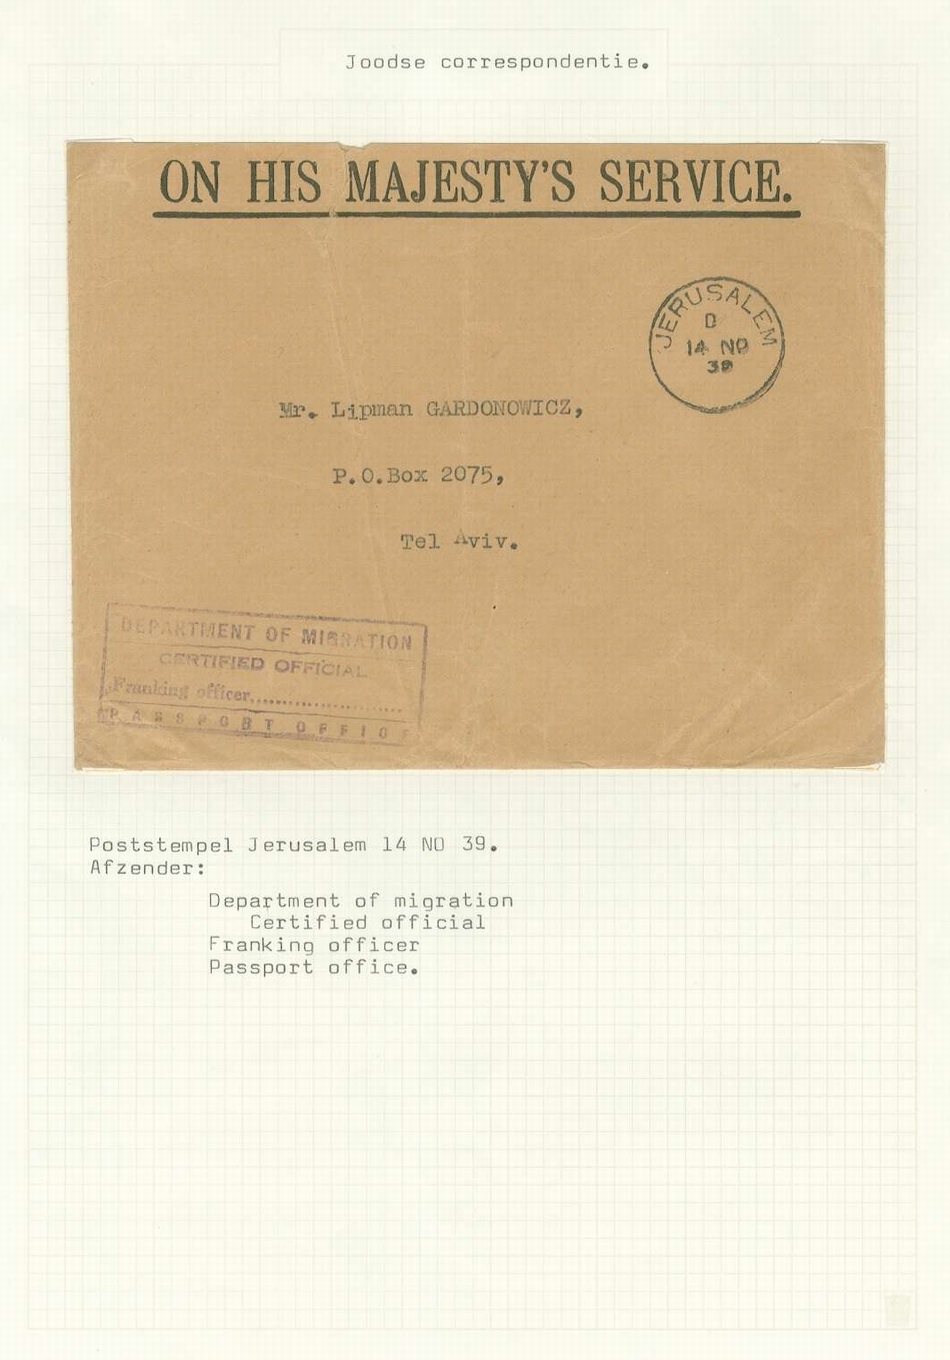 Joodse correspondentie.
ON HIS MAJESTY'S SERVICE.
JERUSALEM
D
14 NO
39
Mr. Lipman GARDONOWICZ,
P.O.Box 2075,
Tel Aviv.
DEPARTMENT OF MIGRATION
CERTIFIED OFFICIAL
Franking officer....................
PASSPORT OFFICE
Poststempel Jerusalem 14 NO 39.
Afzender:
Department of migration
Certified official
Franking officer
Passport office.